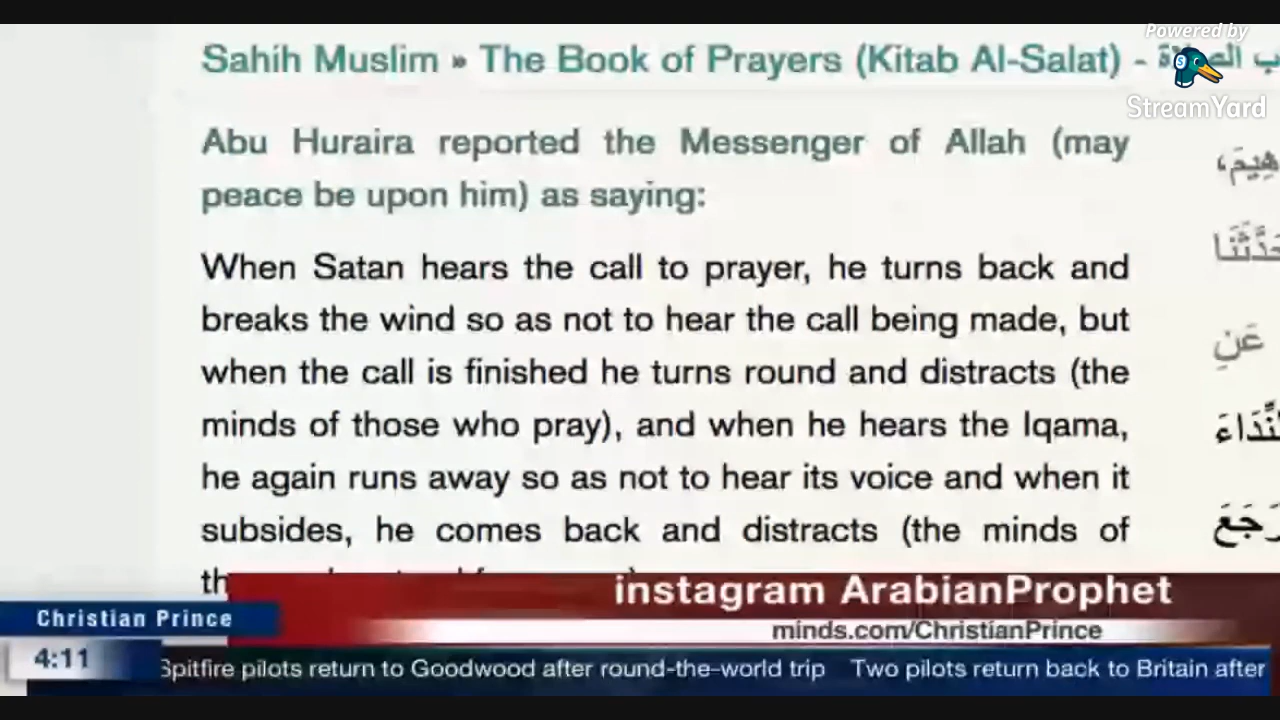 Powered by
StreamYard
Sahih Muslim » The Book of Prayers (Kitab Al-Salat) -
Abu Huraira reported the Messenger of Allah (may
peace be upon him) as saying:
When Satan hears the call to prayer, he turns back and
breaks the wind so as not to hear the call being made, but
when the call is finished he turns round and distracts (the
minds of those who pray), and when he hears the Iqama,
he again runs away so as not to hear its voice and when it
subsides, he comes back and distracts (the minds of
عَنِ
instagram ArabianProphet
minds.com/ChristianPrince
Christian Prince
4:11
Spitfire pilots return to Goodwood after round-the-world trip Two pilots return back to Britain after